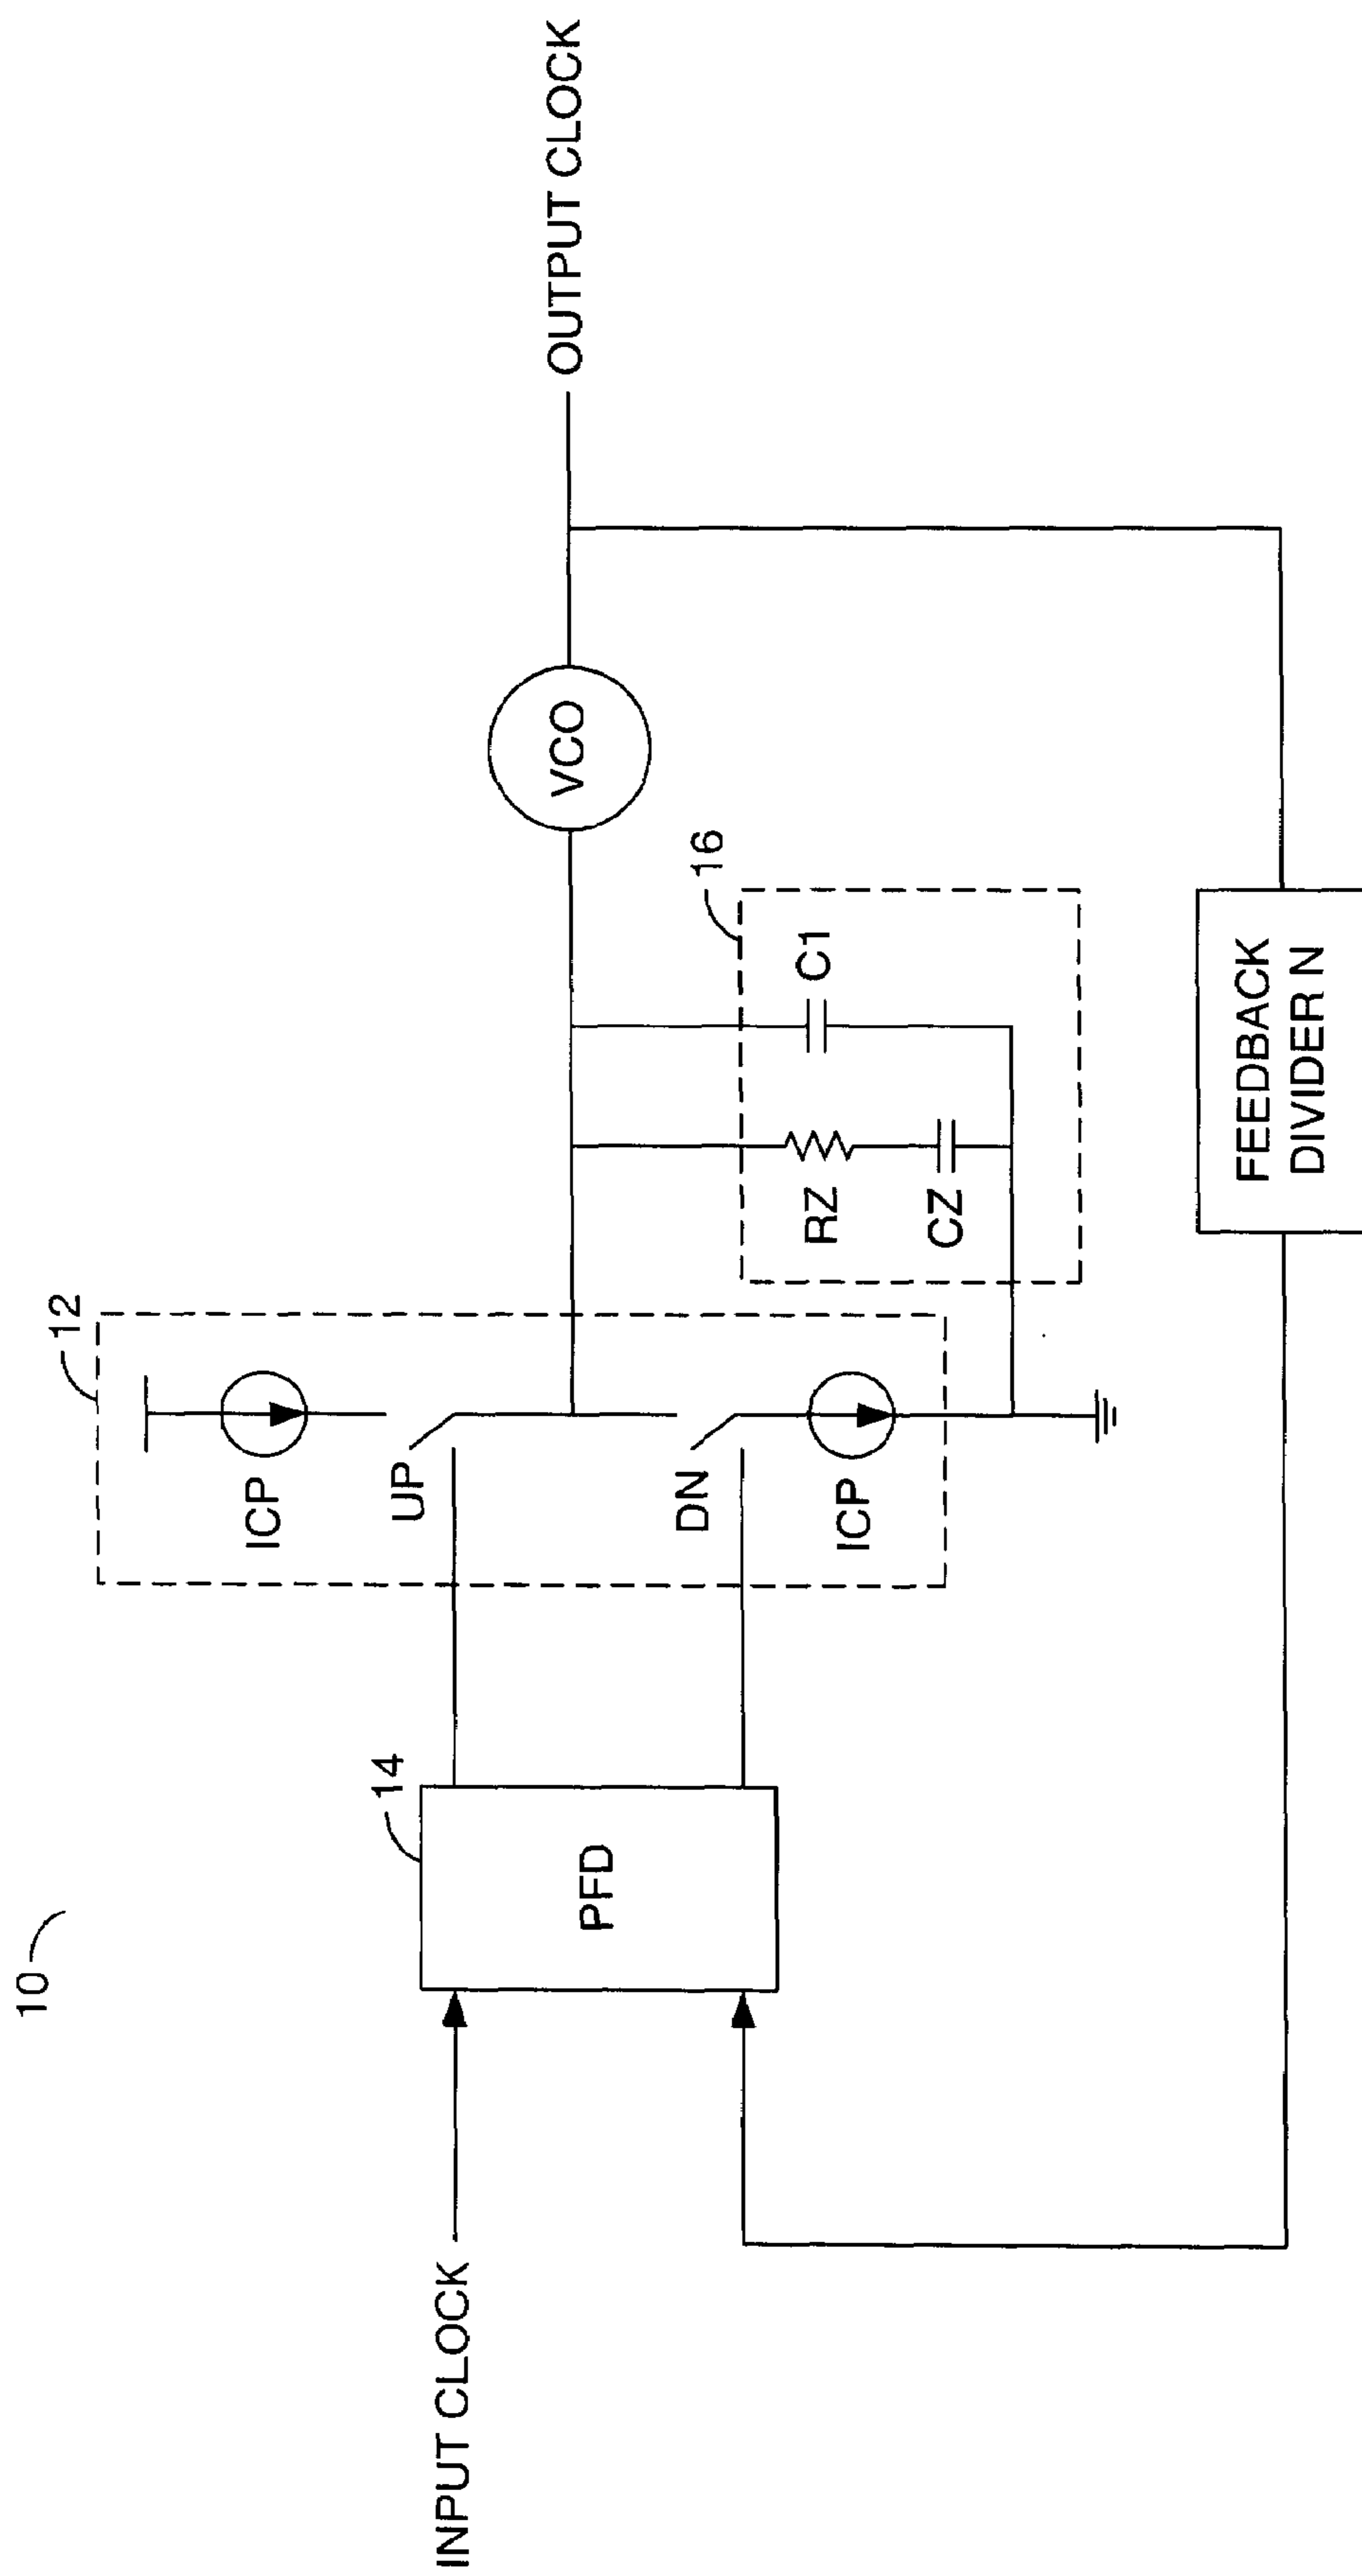 10
12
ICP
14
UP
INPUT CLOCK
PFD
VCO
OUTPUT CLOCK
DN
16
RZ
C1
ICP
CZ
FEEDBACK
DIVIDER N